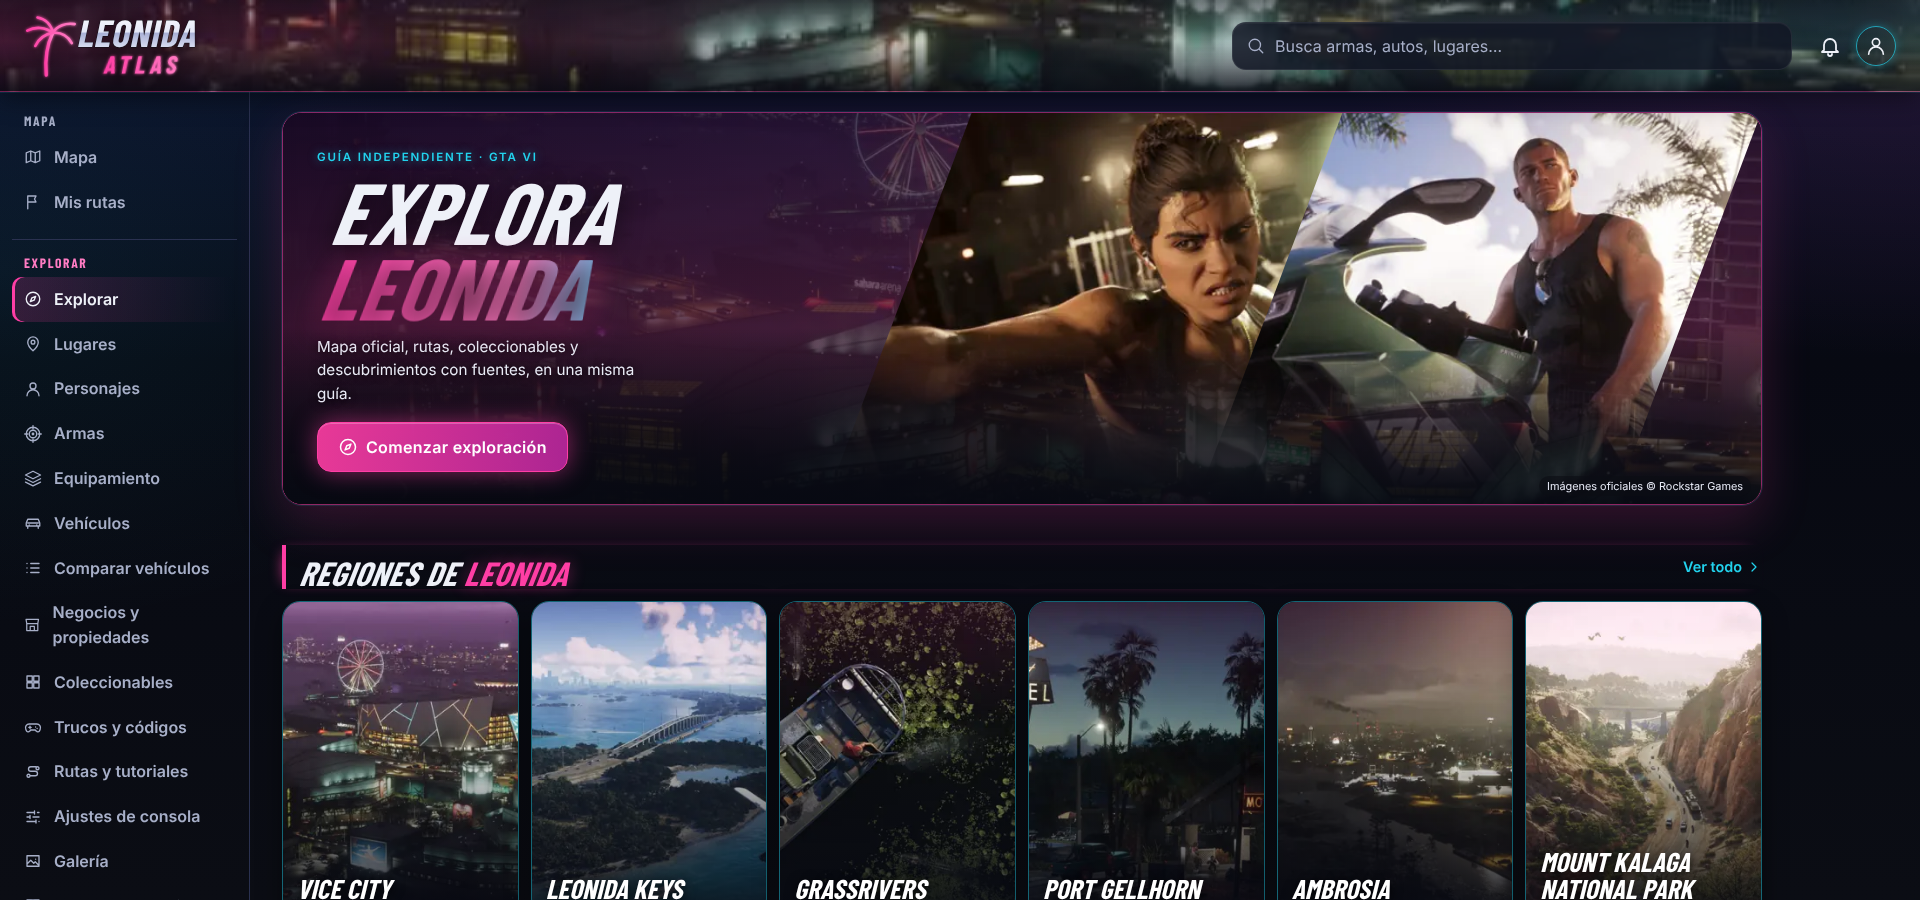 LEONIDA
ATLAS
Busca armas, autos, lugares...
MAPA
Mapa
Mis rutas
EXPLORAR
Explorar
Lugares
Personajes
Armas
Equipamiento
Vehículos
Comparar vehículos
Negocios y
propiedades
Coleccionables
Trucos y códigos
Rutas y tutoriales
Ajustes de consola
Galería
GUÍA INDEPENDIENTE · GTA VI
EXPLORA
LEONIDA
Mapa oficial, rutas, coleccionables y
descubrimientos con fuentes, en una misma
guía.
Comenzar exploración
sahara arena
Imágenes oficiales © Rockstar Games
REGIONES DE LEONIDA
Ver todo
VICE CITY
LEONIDA KEYS
GRASSRIVERS
PORT GELLHORN
AMBROSIA
MOUNT KALAGA
NATIONAL PARK